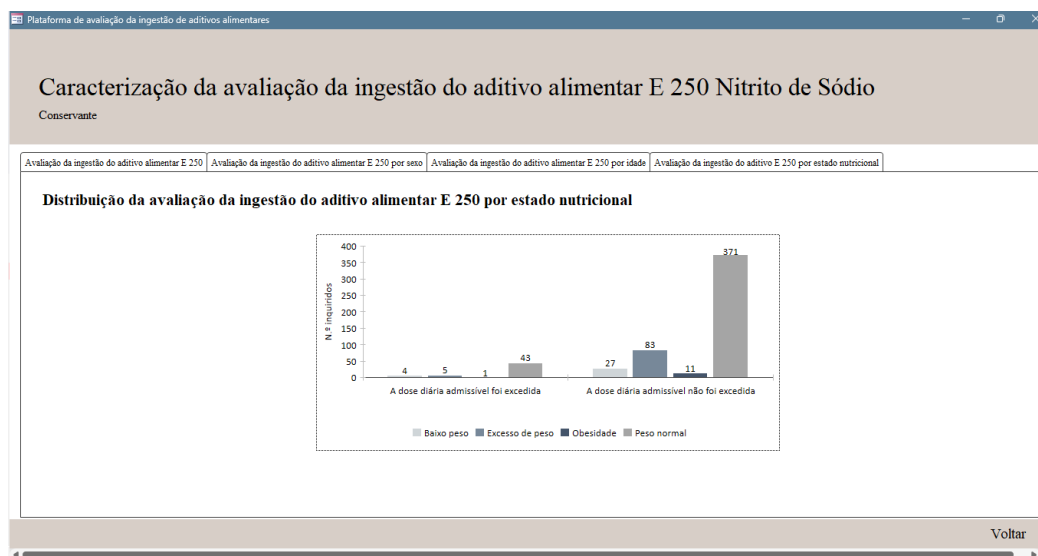 Plataforma de avaliação da ingestão de aditivos alimentares
Caracterização da avaliação da ingestão do aditivo alimentar E 250 Nitrito de Sódio
Conservante
Avaliação da ingestão do aditivo alimentar E 250 Avaliação da ingestão do aditivo alimentar E 250 por sexo Avaliação da ingestão do aditivo alimentar E 250 por idade Avaliação da ingestão do aditivo E 250 por estado nutricional
Distribuição da avaliação da ingestão do aditivo alimentar E 250 por estado nutricional
400
350
300
250
200
150
100
50
0
N.º inquiridos
4 5 1 43 27 83 11 371
A dose diária admissível foi excedida A dose diária admissível não foi excedida
Baixo peso Excesso de peso Obesidade Peso normal
Voltar